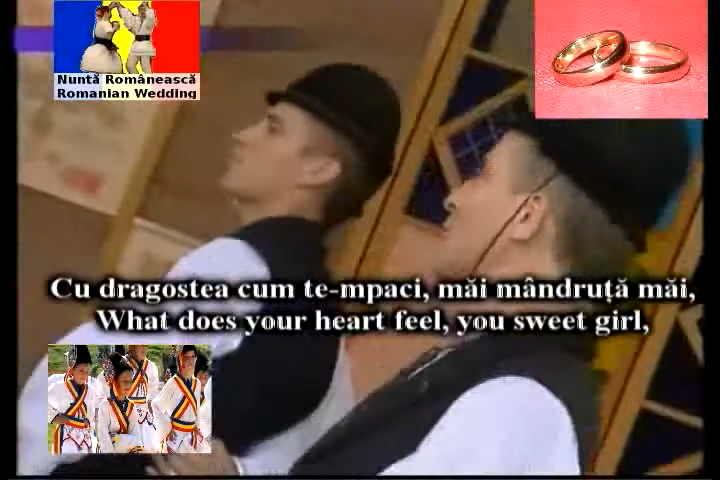 Nuntă Românească
Romanian Wedding
Cu dragostea cum te-mpaci, măi mândruță măi,
What does your heart feel, you sweet girl,